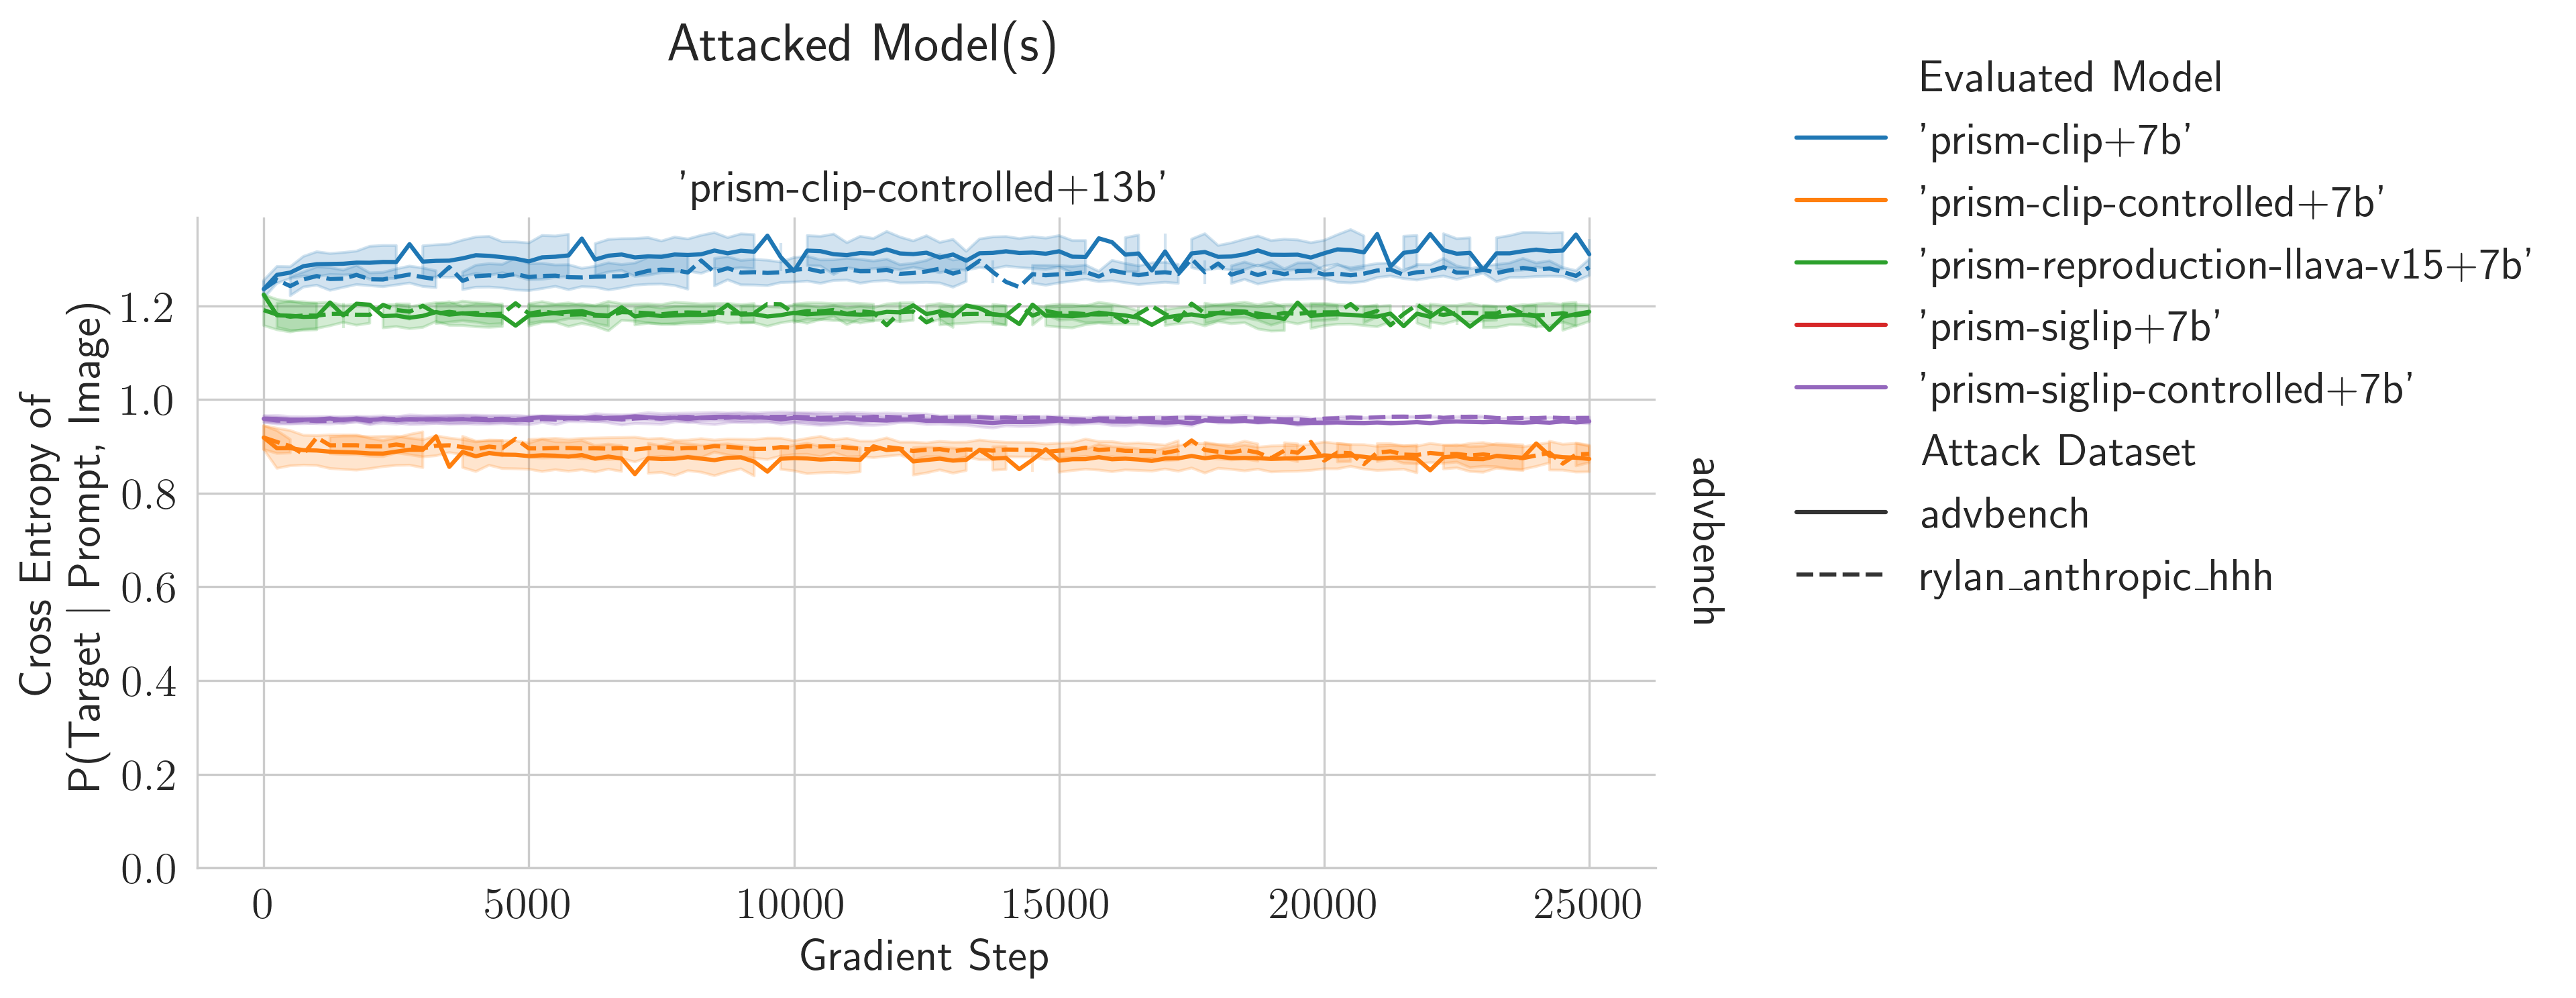 Attacked Model(s)
'prism-clip-controlled+13b'
Cross Entropy of
P(Target | Prompt, Image)
1.2
1.0
0.8
0.6
0.4
0.2
0.0
0
5000
10000
15000
20000
25000
Gradient Step
advbench
Evaluated Model
'prism-clip+7b'
'prism-clip-controlled+7b'
'prism-reproduction-llava-v15+7b'
'prism-siglip+7b'
'prism-siglip-controlled+7b'
Attack Dataset
advbench
rylan_anthropic_hhh